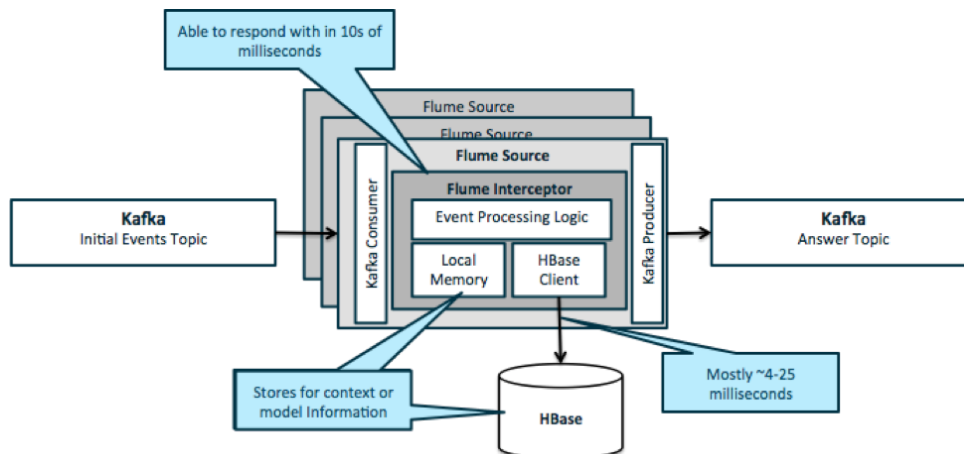 Able to respond with in 10s of
milliseconds
Flume Source
Flume Source
Flume Source
Flume Interceptor
Event Processing Logic
Local
Memory
HBase
Client
Kafka Consumer
Kafka Producer
Kafka
Initial Events Topic
Kafka
Answer Topic
Stores for context or
model Information
HBase
Mostly ~4-25
milliseconds